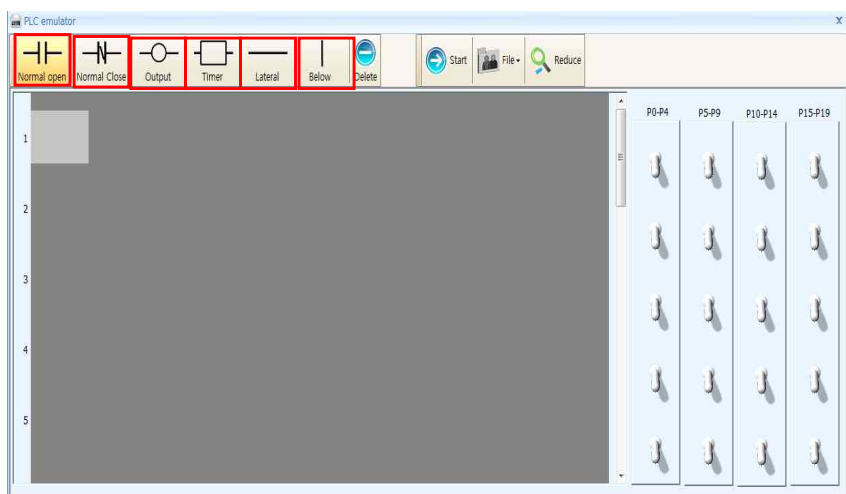 PLC emulator X
Normal open Normal Close Output Timer Lateral Below Delete Start File Reduce
P0-P4 P5-P9 P10-P14 P15-P19
1
2
3
4
5